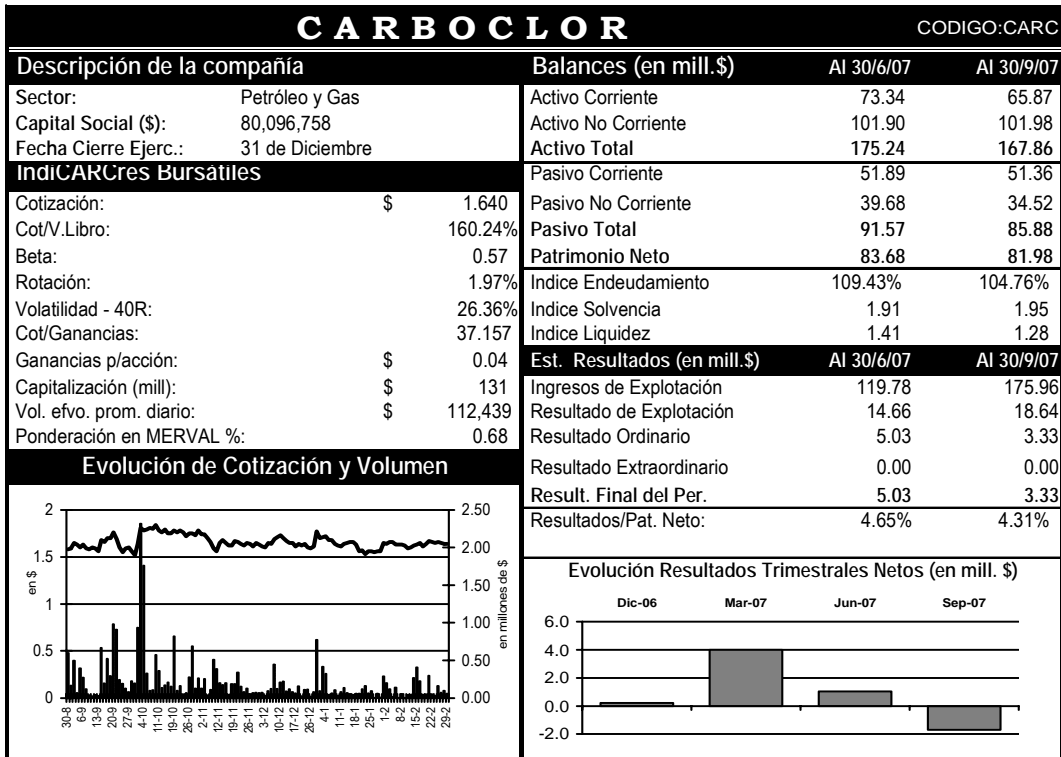 CARBOCLOR CODIGO:CARC
Descripción de la compañía
Sector: Petróleo y Gas
Capital Social ($): 80,096,758
Fecha Cierre Ejerc.: 31 de Diciembre
IndiCARCres Bursátiles
Cotización: $ 1.640
Cot/V.Libro: 160.24%
Beta: 0.57
Rotación: 1.97%
Volatilidad - 40R: 26.36%
Cot/Ganancias: 37.157
Ganancias p/acción: $ 0.04
Capitalización (mill): $ 131
Vol. efvo. prom. diario: $ 112,439
Ponderación en MERVAL %: 0.68
Evolución de Cotización y Volumen
2
1.5
1
0.5
0
en $
2.50
2.00
1.50
1.00
0.50
0.00
en millones de $
30-8 6-9 13-9 20-9 27-9 4-10 11-10 19-10 26-10 2-11 12-11 19-11 26-11 3-12 10-12 17-12 26-12 4-1 11-1 18-1 25-1 1-2 8-2 15-2 22-2 29-2
Balances (en mill.$) Al 30/6/07 Al 30/9/07
Activo Corriente 73.34 65.87
Activo No Corriente 101.90 101.98
Activo Total 175.24 167.86
Pasivo Corriente 51.89 51.36
Pasivo No Corriente 39.68 34.52
Pasivo Total 91.57 85.88
Patrimonio Neto 83.68 81.98
Indice Endeudamiento 109.43% 104.76%
Indice Solvencia 1.91 1.95
Indice Liquidez 1.41 1.28
Est. Resultados (en mill.$) Al 30/6/07 Al 30/9/07
Ingresos de Explotación 119.78 175.96
Resultado de Explotación 14.66 18.64
Resultado Ordinario 5.03 3.33
Resultado Extraordinario 0.00 0.00
Result. Final del Per. 5.03 3.33
Resultados/Pat. Neto: 4.65% 4.31%
Evolución Resultados Trimestrales Netos (en mill. $)
Dic-06 Mar-07 Jun-07 Sep-07
6.0
4.0
2.0
0.0
-2.0